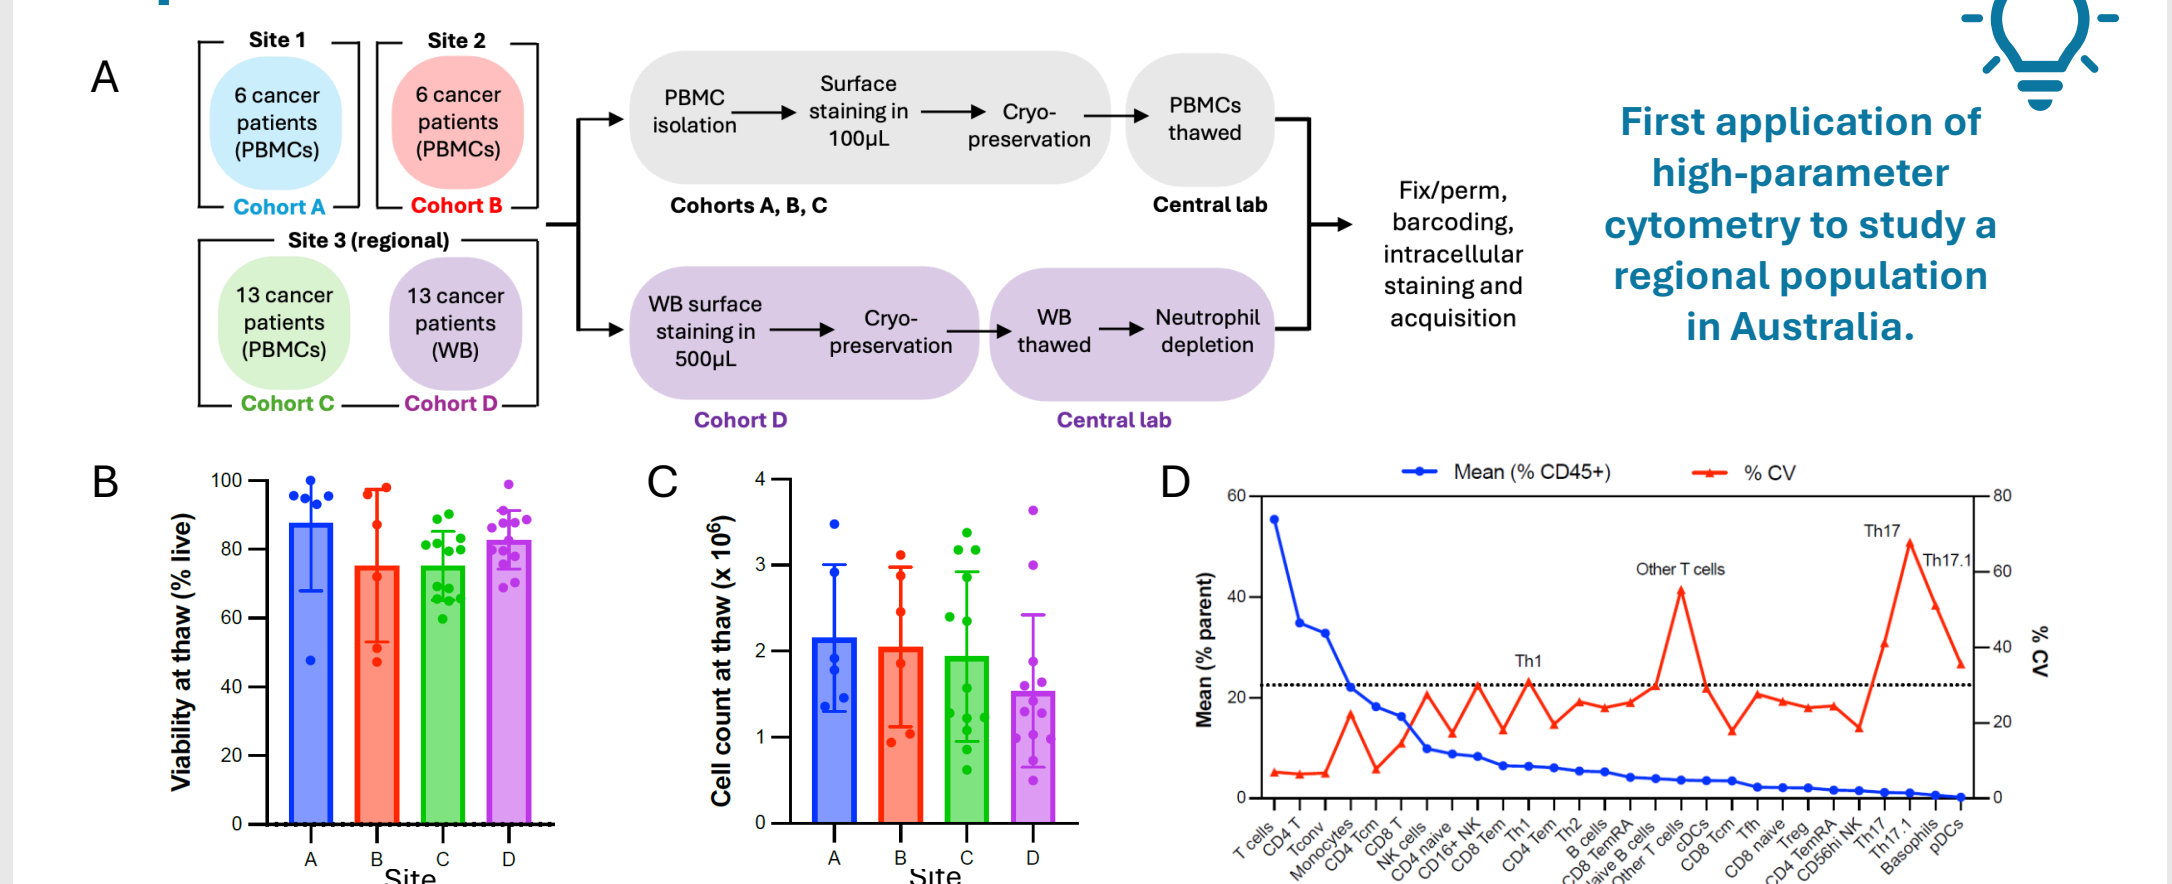 A
Site 1
6 cancer
patients
(PBMCs)
Cohort A
Site 2
6 cancer
patients
(PBMCs)
Cohort B
Site 3 (regional)
13 cancer
patients
(PBMCs)
Cohort C
13 cancer
patients
(WB)
Cohort D
PBMC
isolation
Surface
staining in
100µL
Cryo-
preservation
PBMCs
thawed
Cohorts A, B, C
Central lab
WB surface
staining in
500µL
Cryo-
preservation
WB
thawed
Neutrophil
depletion
Cohort D
Central lab
Fix/perm,
barcoding,
intracellular
staining and
acquisition
First application of
high-parameter
cytometry to study a
regional population
in Australia.
B
Viability at thaw (% live)
100
80
60
40
20
0
A
B
C
D
Site
C
Cell count at thaw (x 10⁶)
4
3
2
1
0
A
B
C
D
Site
D
Mean (% CD45+)
% CV
Mean (% parent)
60
40
20
0
80
60
40
20
0
% CV
Th1
Other T cells
Th17
Th17.1
T cells
CD4 T
Tconv
Monocytes
CD4 Tcm
CD8 T
NK cells
CD4 naive
CD16+ NK
CD8 Tem
Th1
CD4 Tem
Th2
B cells
CD8 TemRA
B cells
Other T cells
cDCs
CD8 Tcm
Tfh
CD8 naive
Treg
CD4 TemRA
CD56hi NK
Th17
Th17.1
Basophils
pDCs